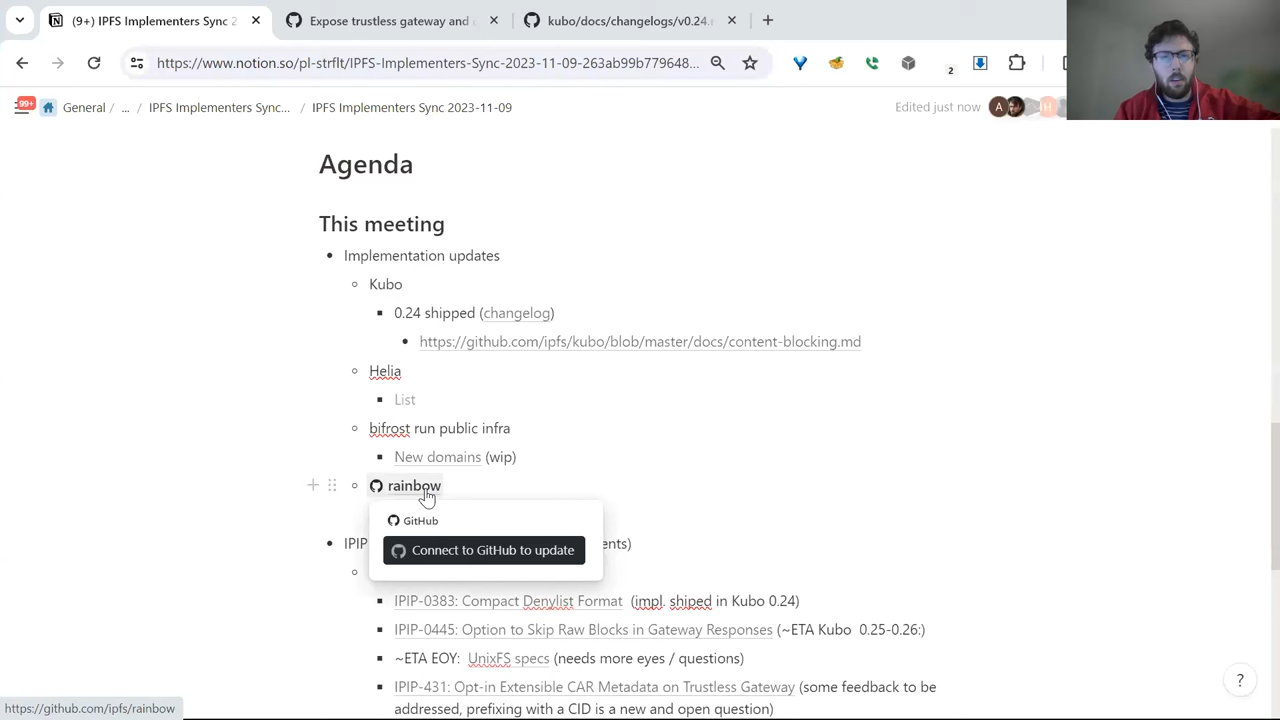 (9+) IPFS Implementers Sync 2
Expose trustless gateway and
kubo/docs/changelogs/v0.24.
https://www.notion.so/pl-strflt/IPFS-Implementers-Sync-2023-11-09-263ab99b779648...
2
99+
General / ... / IPFS Implementers Sync... / IPFS Implementers Sync 2023-11-09
Edited just now
A
H
Agenda
This meeting
Implementation updates
Kubo
0.24 shipped (changelog)
https://github.com/ipfs/kubo/blob/master/docs/content-blocking.md
Helia
List
bifrost run public infra
New domains (wip)
rainbow
GitHub
Connect to GitHub to update
IPIP
ents)
IPIP-0383: Compact Denylist Format (impl. shiped in Kubo 0.24)
IPIP-0445: Option to Skip Raw Blocks in Gateway Responses (~ETA Kubo 0.25-0.26:)
~ETA EOY: UnixFS specs (needs more eyes / questions)
IPIP-431: Opt-in Extensible CAR Metadata on Trustless Gateway (some feedback to be
addressed, prefixing with a CID is a new and open question)
?
https://github.com/ipfs/rainbow